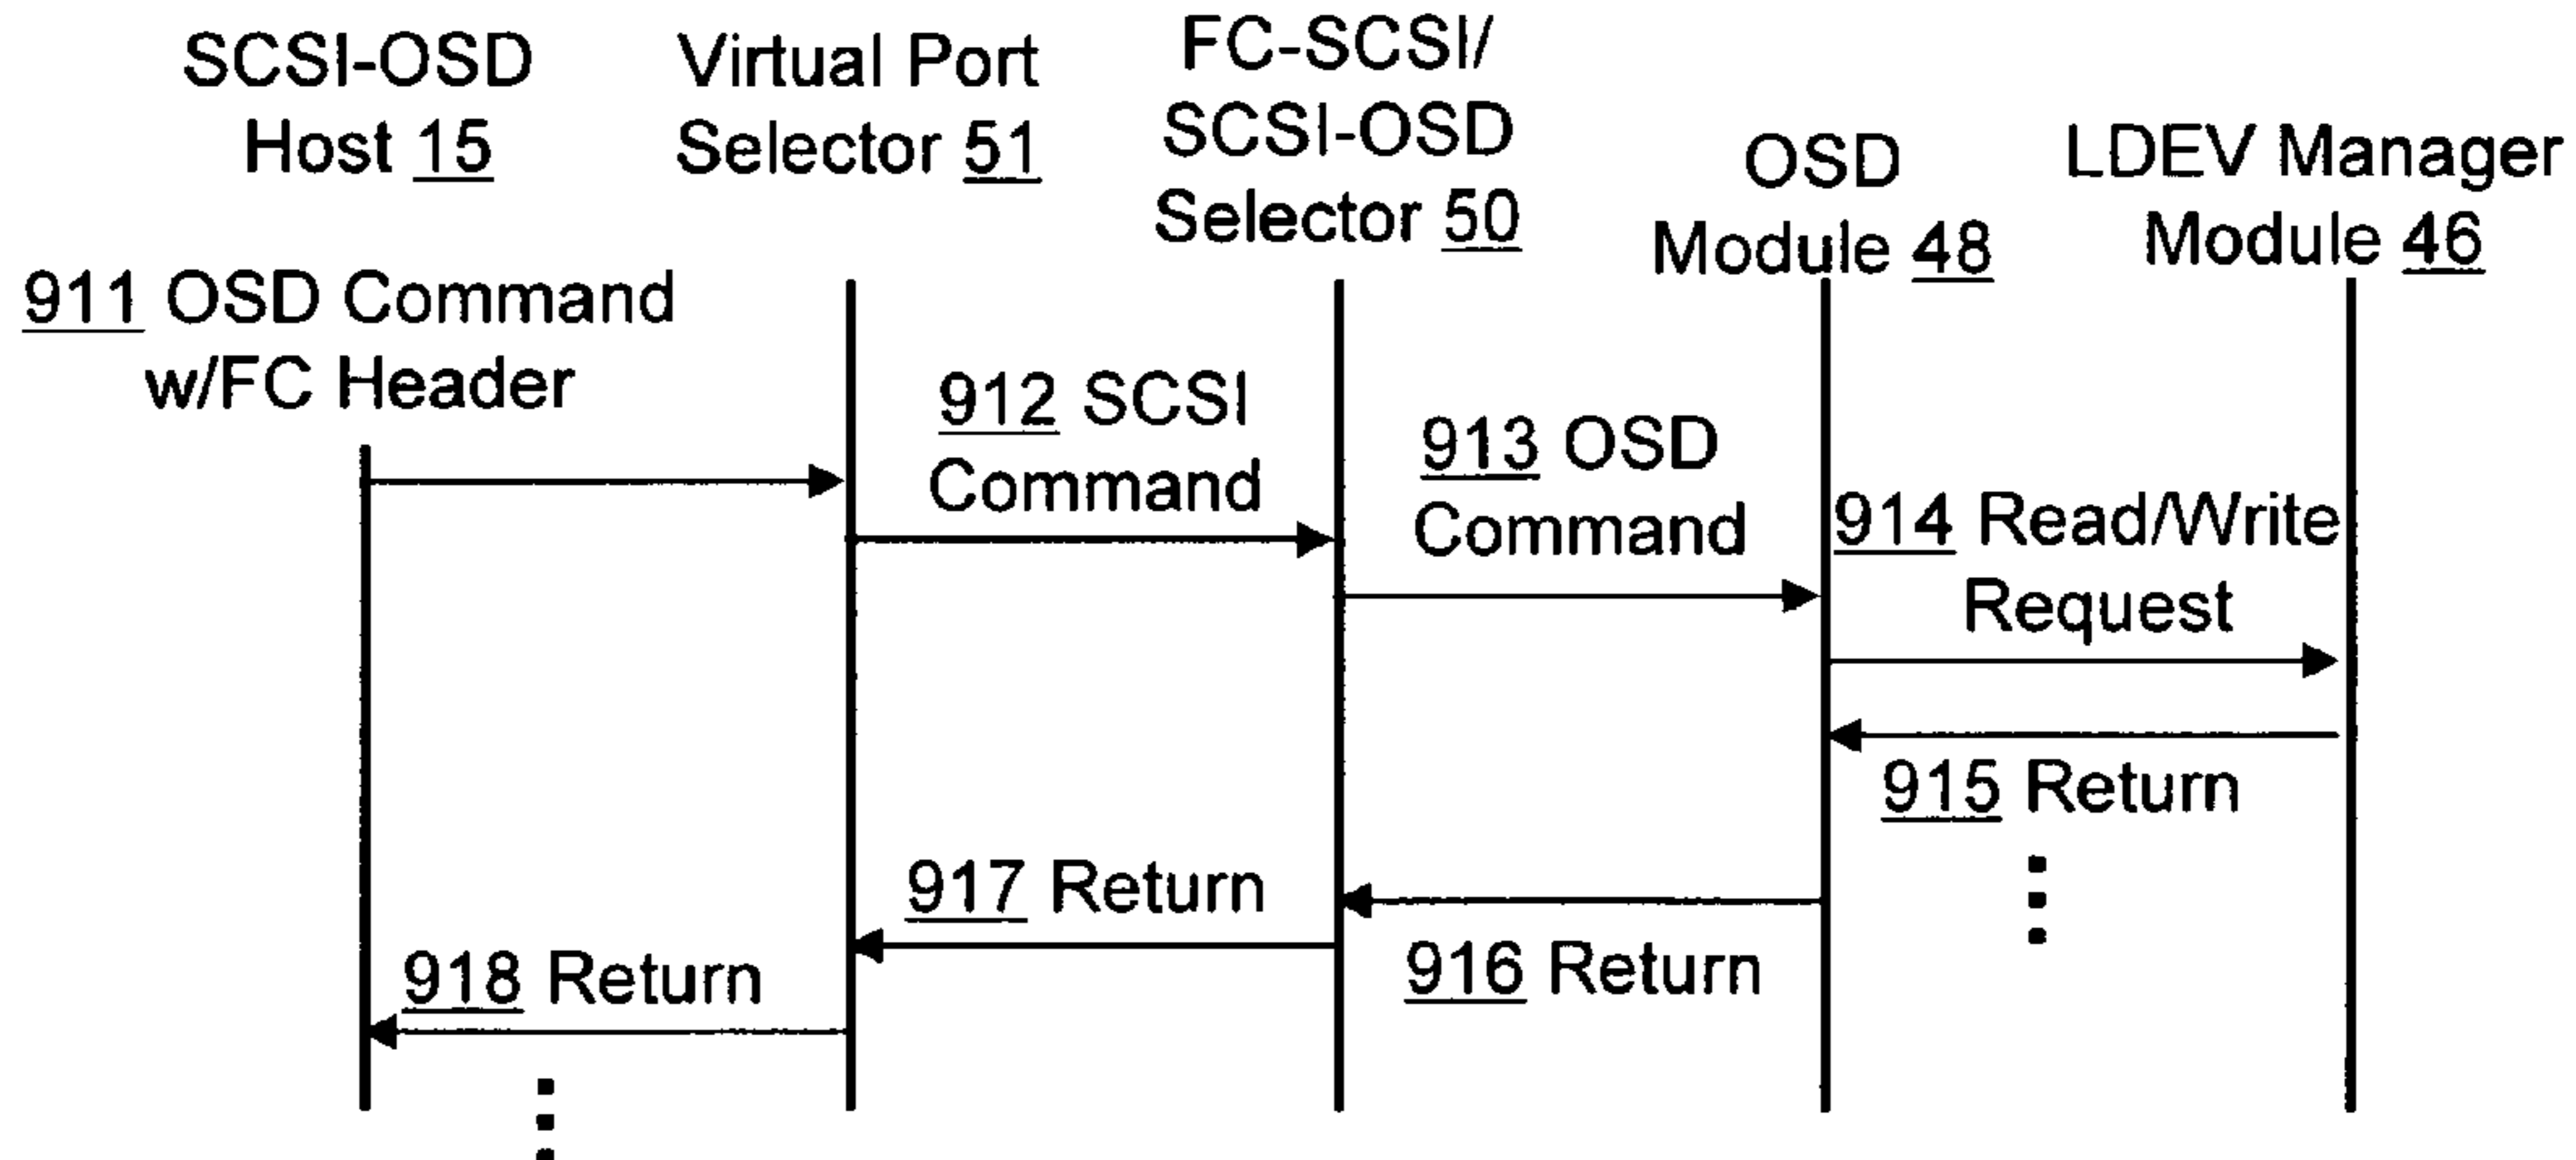 SCSI-OSD
Host 15
Virtual Port
Selector 51
FC-SCSI/
SCSI-OSD
Selector 50
OSD
Module 48
LDEV Manager
Module 46
911 OSD Command
w/FC Header
912 SCSI
Command
913 OSD
Command
914 Read/Write
Request
915 Return
916 Return
917 Return
918 Return